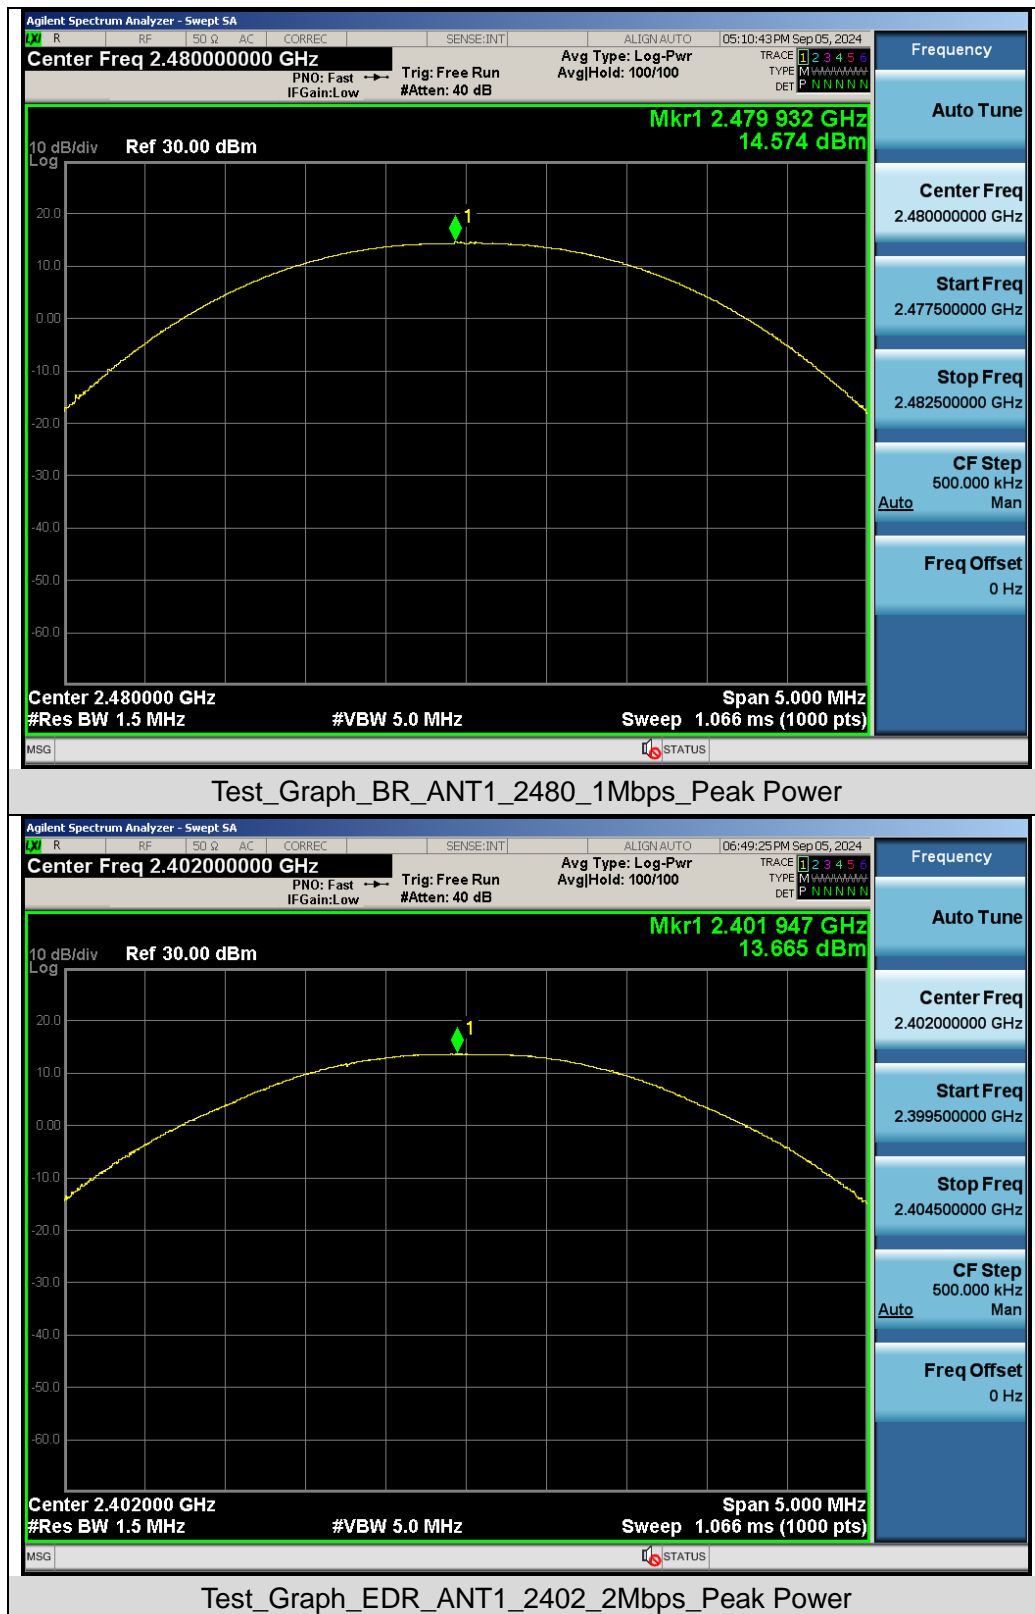 Agilent Spectrum Analyzer - Swept SA
LXI R RF 50 Ω AC CORREC SENSE:INT ALIGN AUTO 05:10:43 PM Sep 05, 2024
Center Freq 2.480000000 GHz
PNO: Fast Trig: Free Run
IFGain:Low #Atten: 40 dB
Avg Type: Log-Pwr
Avg|Hold: 100/100
TRACE 1 2 3 4 5 6
TYPE M WWWWW
DET P N N N N N
Mkr1 2.479 932 GHz
14.574 dBm
10 dB/div Ref 30.00 dBm
Log
1
20.0
10.0
0.00
-10.0
-20.0
-30.0
-40.0
-50.0
-60.0
Center 2.480000 GHz Span 5.000 MHz
#Res BW 1.5 MHz #VBW 5.0 MHz Sweep 1.066 ms (1000 pts)
MSG STATUS
Frequency
Auto Tune
Center Freq
2.480000000 GHz
Start Freq
2.477500000 GHz
Stop Freq
2.482500000 GHz
CF Step
500.000 kHz
Auto Man
Freq Offset
0 Hz
Test_Graph_BR_ANT1_2480_1Mbps_Peak Power
Agilent Spectrum Analyzer - Swept SA
LXI R RF 50 Ω AC CORREC SENSE:INT ALIGN AUTO 06:49:25 PM Sep 05, 2024
Center Freq 2.402000000 GHz
PNO: Fast Trig: Free Run
IFGain:Low #Atten: 40 dB
Avg Type: Log-Pwr
Avg|Hold: 100/100
TRACE 1 2 3 4 5 6
TYPE M WWWWW
DET P N N N N N
Mkr1 2.401 947 GHz
13.665 dBm
10 dB/div Ref 30.00 dBm
Log
1
20.0
10.0
0.00
-10.0
-20.0
-30.0
-40.0
-50.0
-60.0
Center 2.402000 GHz Span 5.000 MHz
#Res BW 1.5 MHz #VBW 5.0 MHz Sweep 1.066 ms (1000 pts)
MSG STATUS
Frequency
Auto Tune
Center Freq
2.402000000 GHz
Start Freq
2.399500000 GHz
Stop Freq
2.404500000 GHz
CF Step
500.000 kHz
Auto Man
Freq Offset
0 Hz
Test_Graph_EDR_ANT1_2402_2Mbps_Peak Power